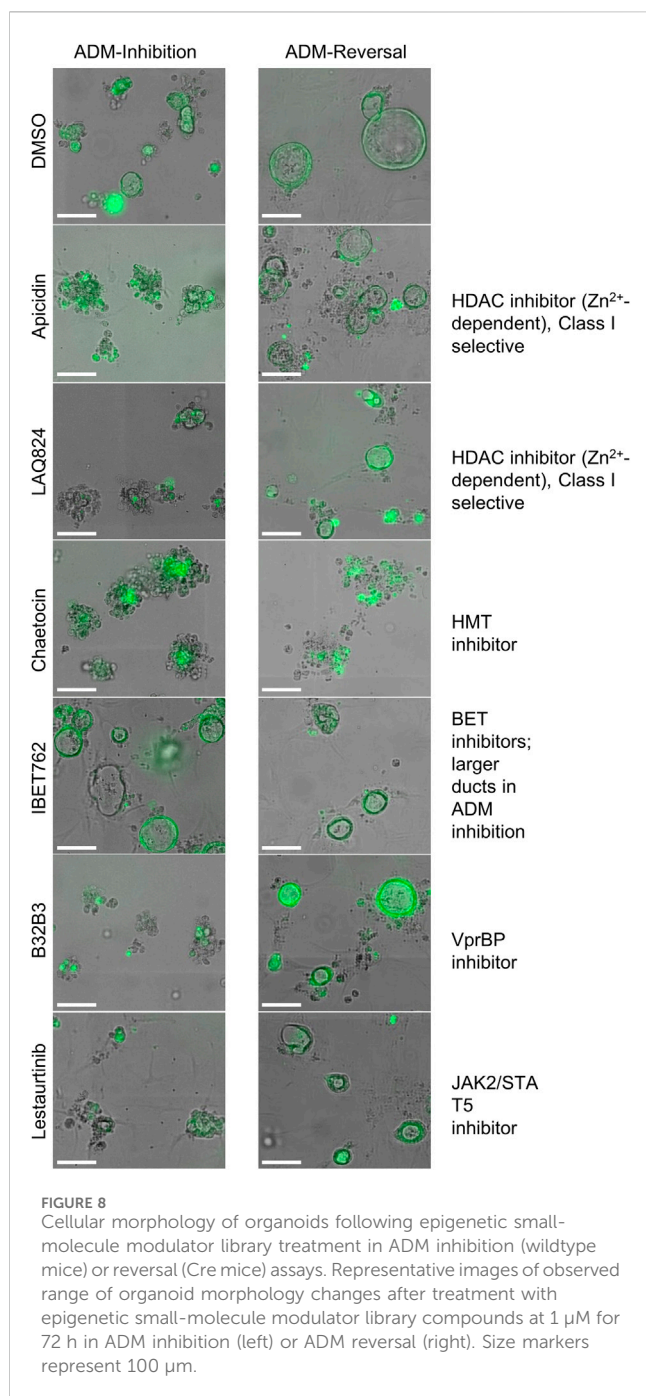 ADM-Inhibition
ADM-Reversal
DMSO
Apicidin
HDAC inhibitor (Zn²⁺-
dependent), Class I
selective
LAQ824
HDAC inhibitor (Zn²⁺-
dependent), Class I
selective
Chaetocin
HMT
inhibitor
IBET762
BET
inhibitors;
larger
ducts in
ADM
inhibition
B32B3
VprBP
inhibitor
Lestaurtinib
JAK2/STA
T5
inhibitor
FIGURE 8
Cellular morphology of organoids following epigenetic small-
molecule modulator library treatment in ADM inhibition (wildtype
mice) or reversal (Cre mice) assays. Representative images of observed
range of organoid morphology changes after treatment with
epigenetic small-molecule modulator library compounds at 1 µM for
72 h in ADM inhibition (left) or ADM reversal (right). Size markers
represent 100 µm.